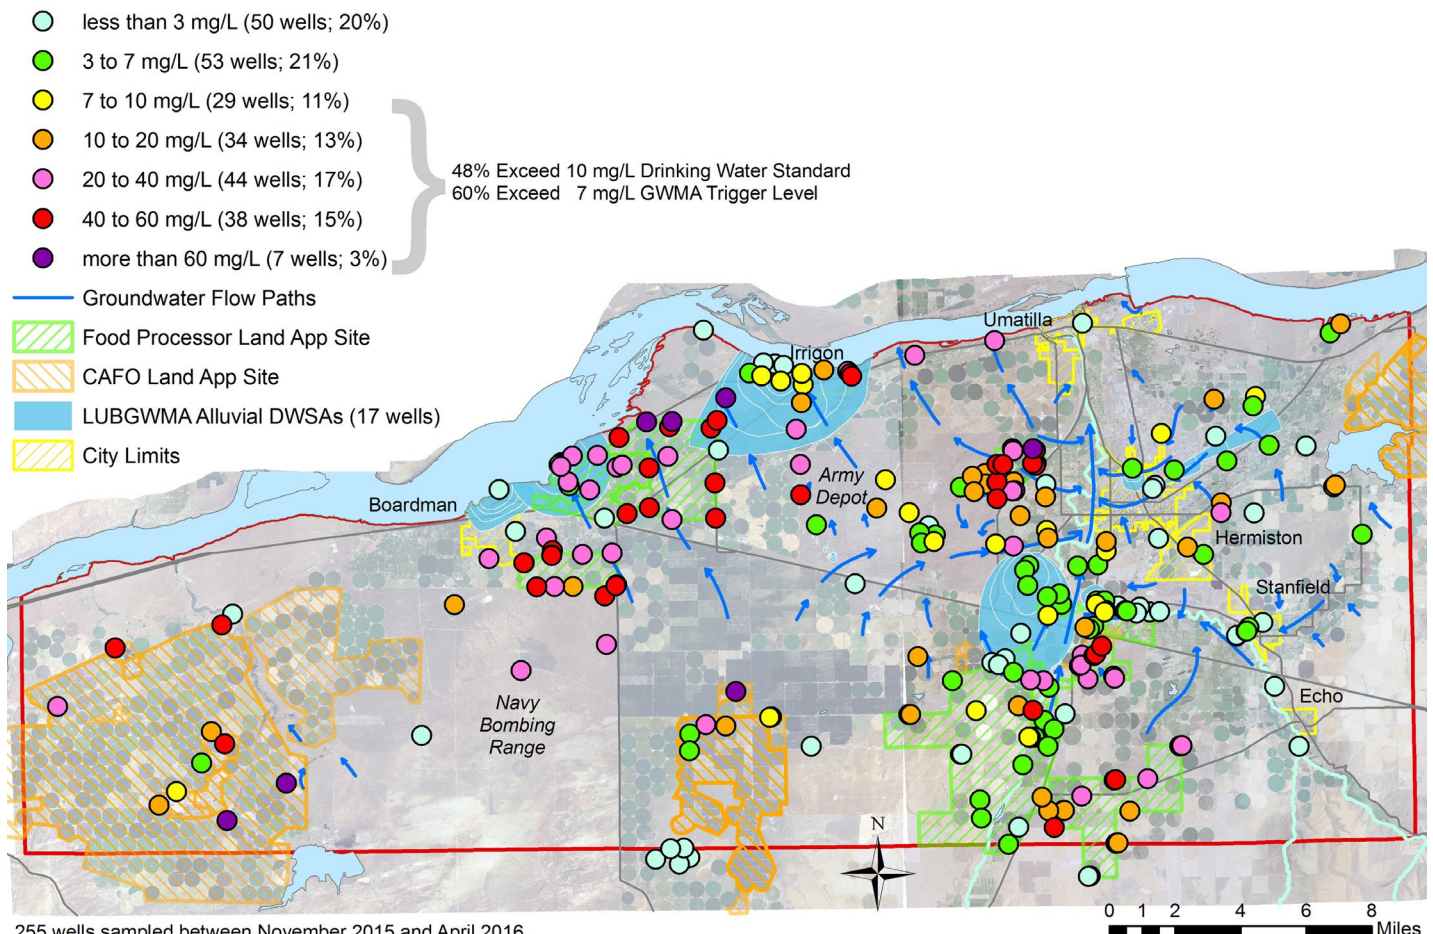 less than 3 mg/L (50 wells; 20%)
3 to 7 mg/L (53 wells; 21%)
7 to 10 mg/L (29 wells; 11%)
10 to 20 mg/L (34 wells; 13%)
20 to 40 mg/L (44 wells; 17%)
40 to 60 mg/L (38 wells; 15%)
more than 60 mg/L (7 wells; 3%)
48% Exceed 10 mg/L Drinking Water Standard
60% Exceed 7 mg/L GWMA Trigger Level
Groundwater Flow Paths
Food Processor Land App Site
CAFO Land App Site
LUBGWMA Alluvial DWSAs (17 wells)
City Limits
Umatilla
Irrigon
Army
Depot
Boardman
Hermiston
Stanfield
Echo
Navy
Bombing
Range
N
0 1 2 4 6 8
Miles
255 wells sampled between November 2015 and April 2016